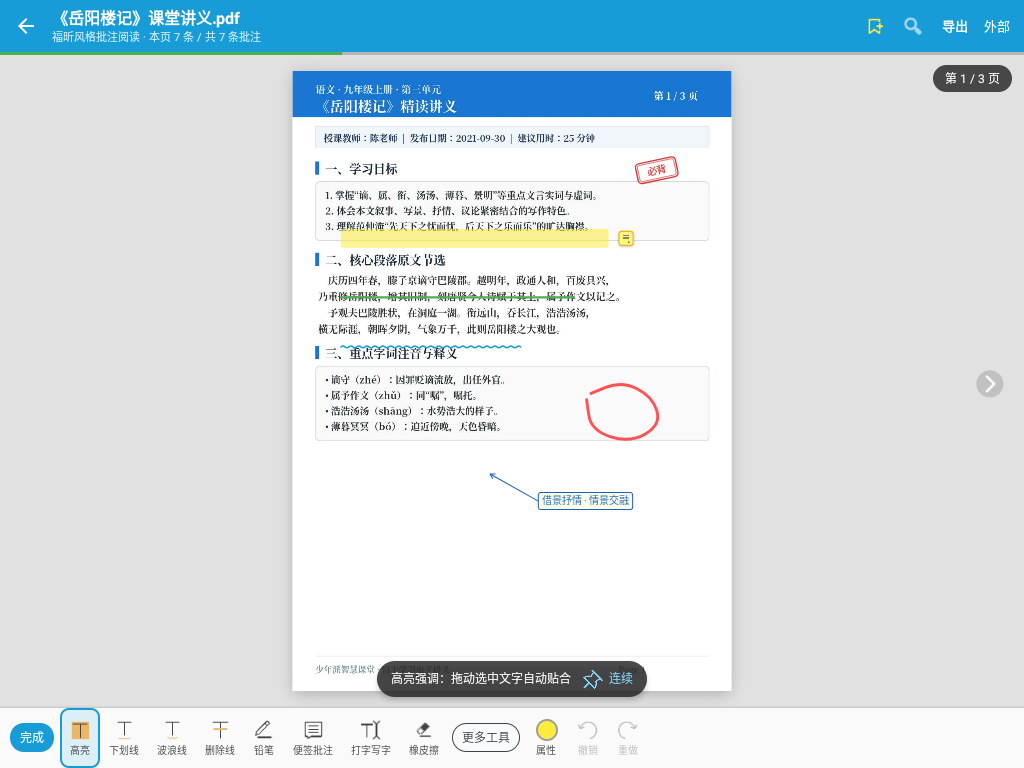 《岳阳楼记》课堂讲义.pdf
福昕风格批注阅读 · 本页 7 条 / 共 7 条批注
导出 外部
第 1 / 3 页
语文 · 九年级上册 · 第三单元
《岳阳楼记》精读讲义
第 1 / 3 页
授课教师：陈老师 | 发布日期：2021-09-30 | 建议用时：25 分钟
一、学习目标
必背
1. 掌握“谪、属、衔、汤汤、薄暮、景明”等重点文言实词与虚词。
2. 体会本文叙事、写景、抒情、议论紧密结合的写作特色。
3. 理解范仲淹“先天下之忧而忧，后天下之乐而乐”的旷达胸襟。
二、核心段落原文节选
庆历四年春，滕子京谪守巴陵郡。越明年，政通人和，百废具兴，
乃重修岳阳楼，增其旧制，刻唐贤今人诗赋于其上，属予作文以记之。
予观夫巴陵胜状，在洞庭一湖。衔远山，吞长江，浩浩汤汤，
横无际涯，朝晖夕阴，气象万千，此则岳阳楼之大观也。
三、重点字词注音与释义
• 谪守（zhé）：因罪贬谪流放，出任外官。
• 属予作文（zhǔ）：同“嘱”，嘱托。
• 浩浩汤汤（shāng）：水势浩大的样子。
• 薄暮冥冥（bó）：迫近傍晚，天色昏暗。
借景抒情 · 情景交融
少年派智慧课堂
高亮强调：拖动选中文字自动贴合 连续
完成 高亮 下划线 波浪线 删除线 铅笔 便签批注 打字写字 橡皮擦 更多工具 属性 撤销 重做